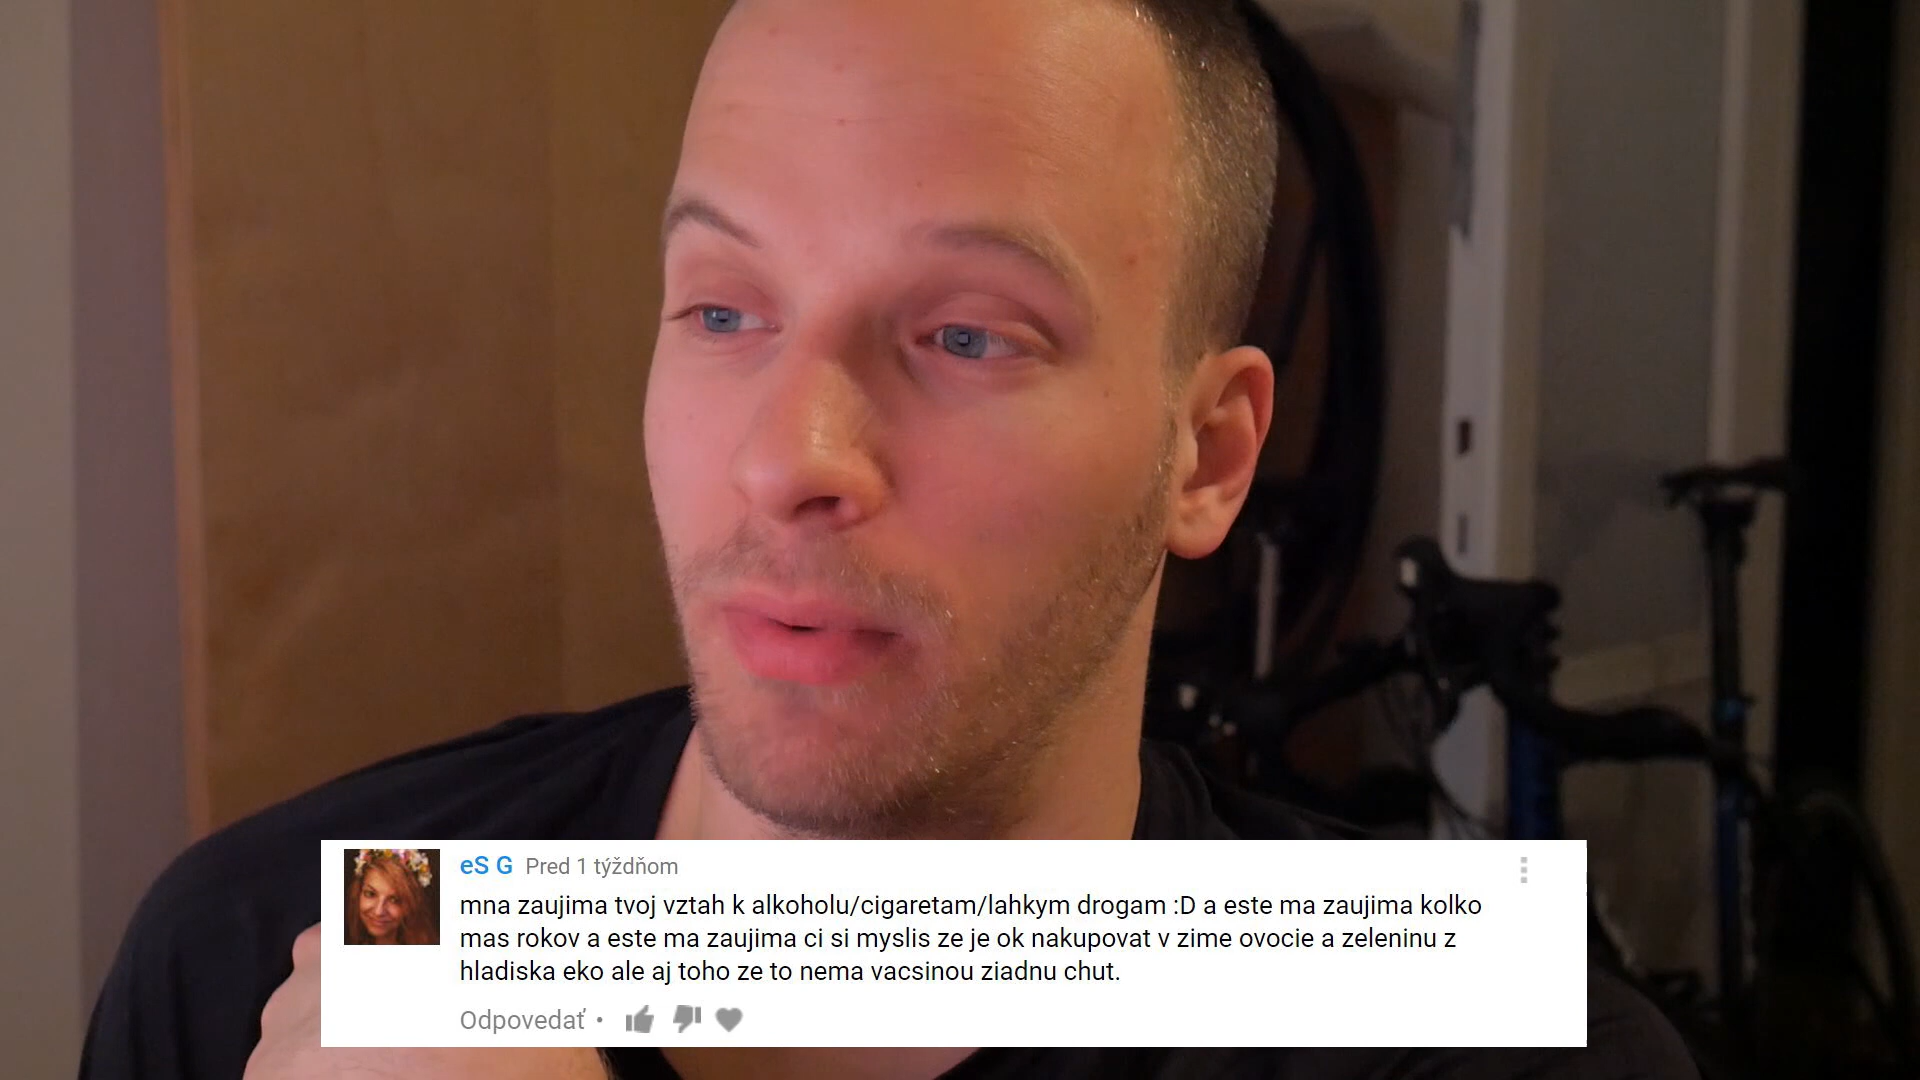 eS G Pred 1 týždňom
mna zaujima tvoj vztah k alkoholu/cigaretam/lahkym drogam :D a este ma zaujima kolko
mas rokov a este ma zaujima ci si myslis ze je ok nakupovat v zime ovocie a zeleninu z
hladiska eko ale aj toho ze to nema vacsinou ziadnu chut.
Odpovedať •